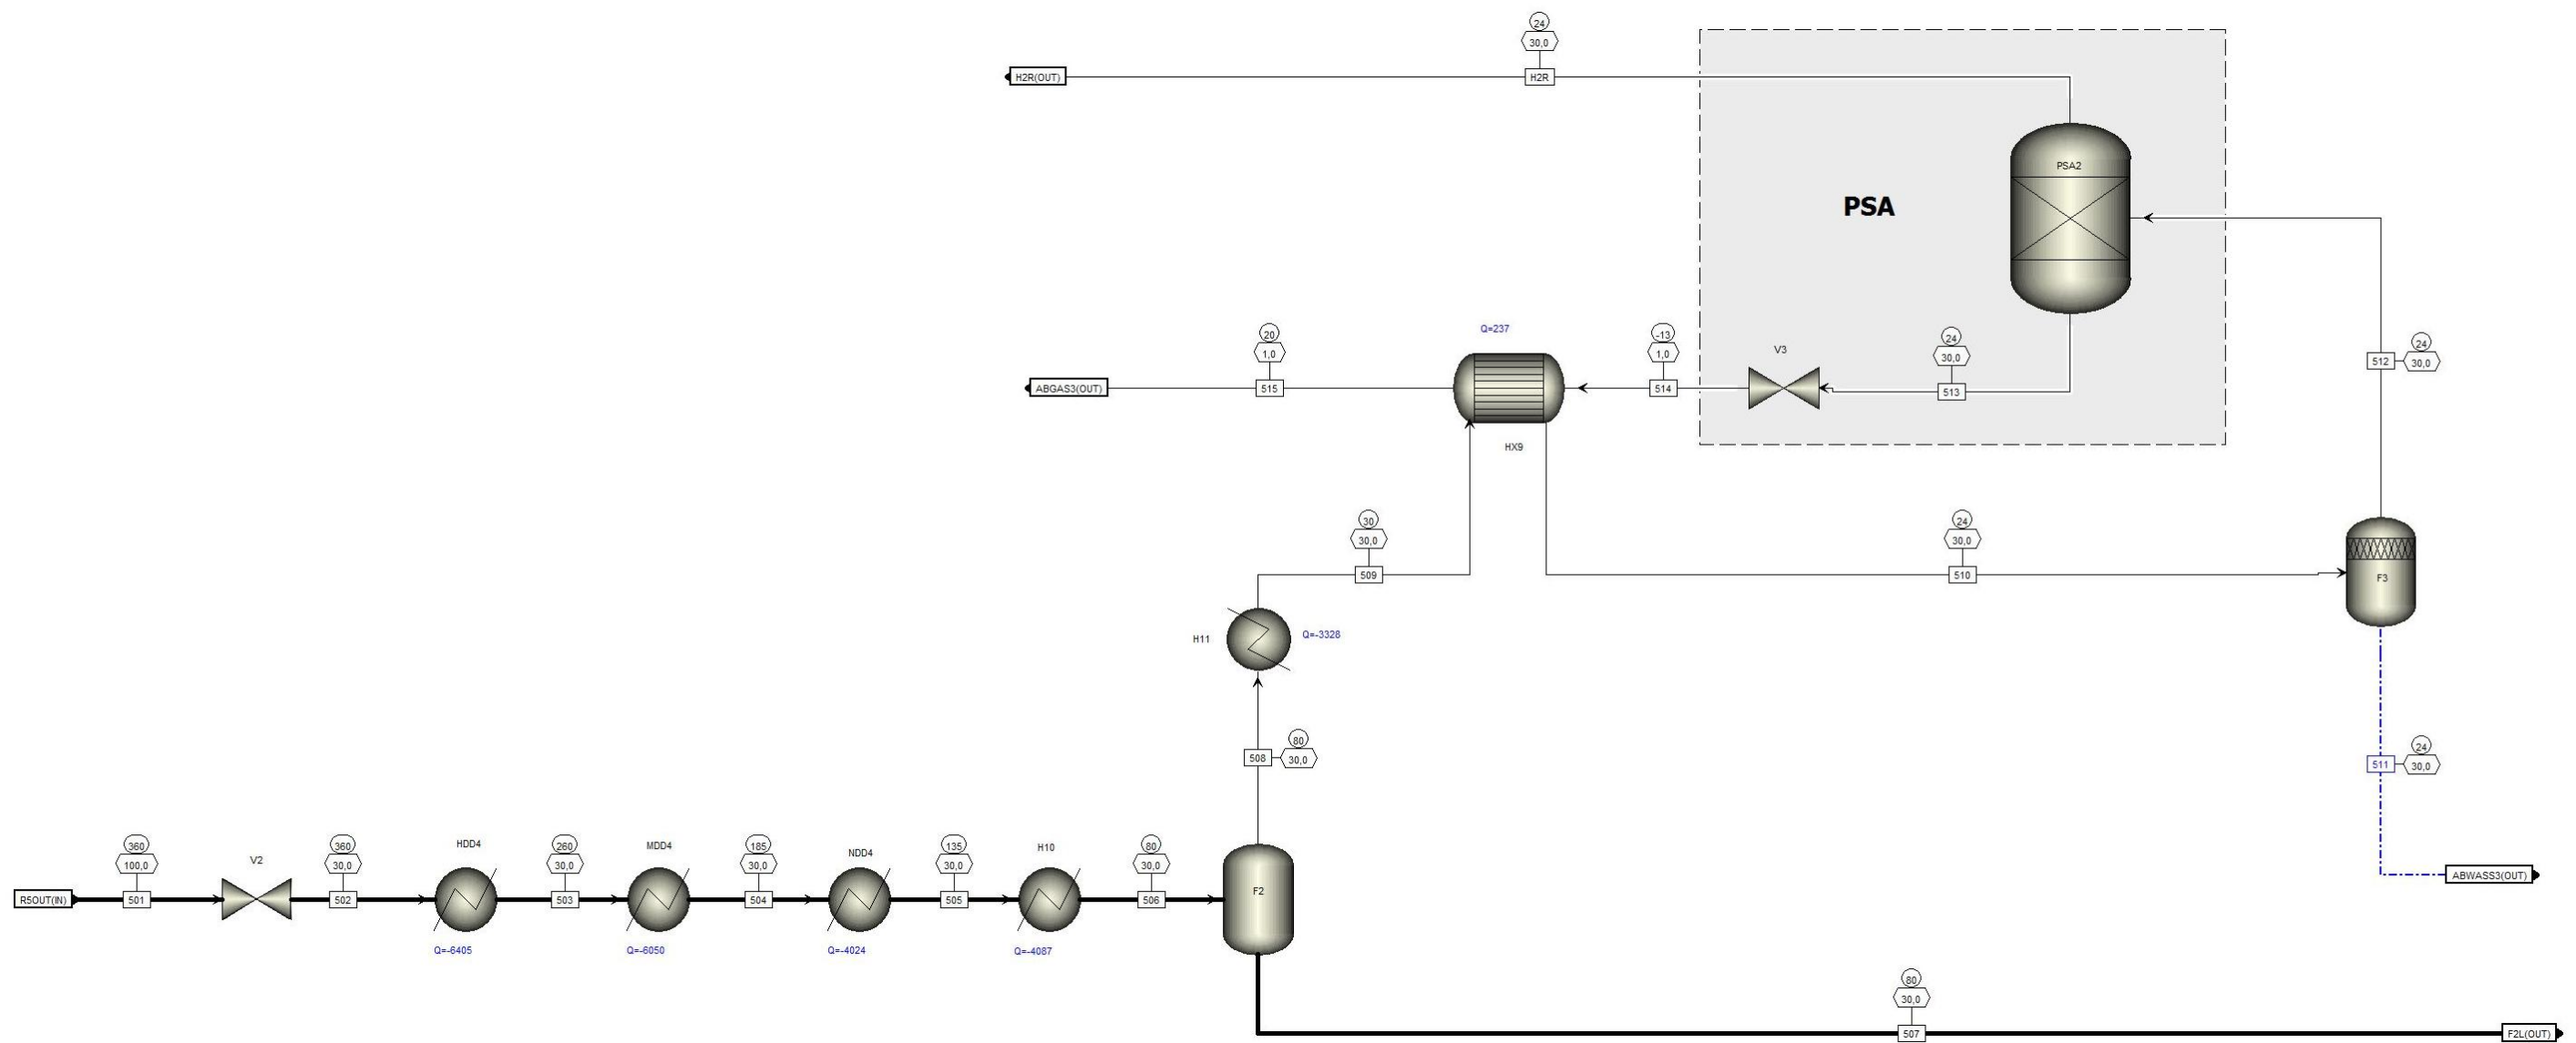 24
30,0
H2R(OUT)
H2R
PSA2
PSA
Q=237
20
1,0
-13
1,0
V3
24
30,0
24
30,0
ABGAS3(OUT)
515
514
513
512
HX9
30
30,0
24
30,0
509
510
F3
H11
Q=-3328
80
30,0
508
24
30,0
511
360
100,0
V2
360
30,0
HDD4
260
30,0
MDD4
185
30,0
NDD4
135
30,0
H10
80
30,0
F2
ABWASS3(OUT)
R5OUT(IN)
501
502
503
504
505
506
Q=-6405
Q=-6050
Q=-4024
Q=-4087
80
30,0
507
F2L(OUT)